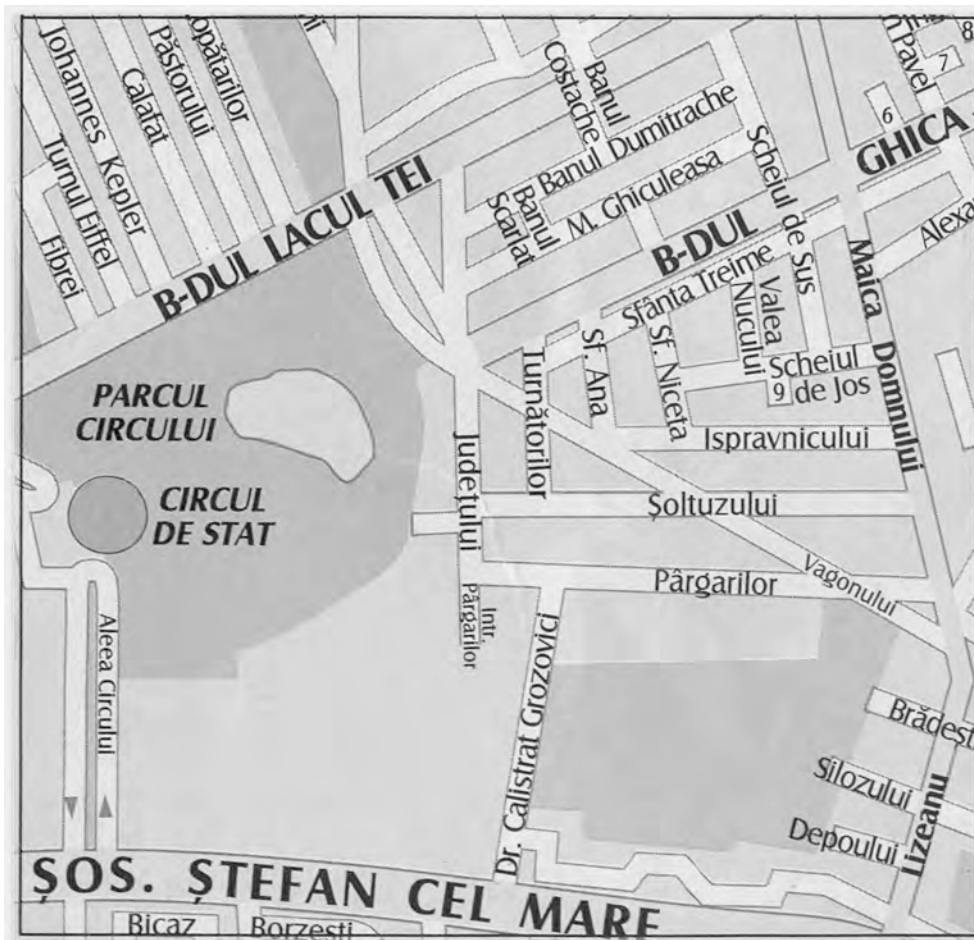 Johannes Kepler
Calafat
Păstorului
Turnul Eiffel
Fibrei
B-DUL LACUL TEI
Banul
Costache
Banul Dumitrache
M. Ghiculeasa
Banul
Scarlat
Scheiul de Sus
Pavel
8
7
6
B-DUL GHICA
Sfânta Treime
Valea
Nucului
Maica Domnului
Sf. Ana
Sf. Niceta
Scheiul
9 de Jos
Turnătorilor
PARCUL
CIRCULUI
CIRCUL
DE STAT
Județului
Ispravnicului
Șoltuzului
Pârgarilor
Vagonului
Intr.
Pârgarilor
Aleea Circului
Dr. Calistrat Grozovici
Silozului
Depoului
Lizeanu
ȘOS. ȘTEFAN CEL MARE
Bicaz
Borzești